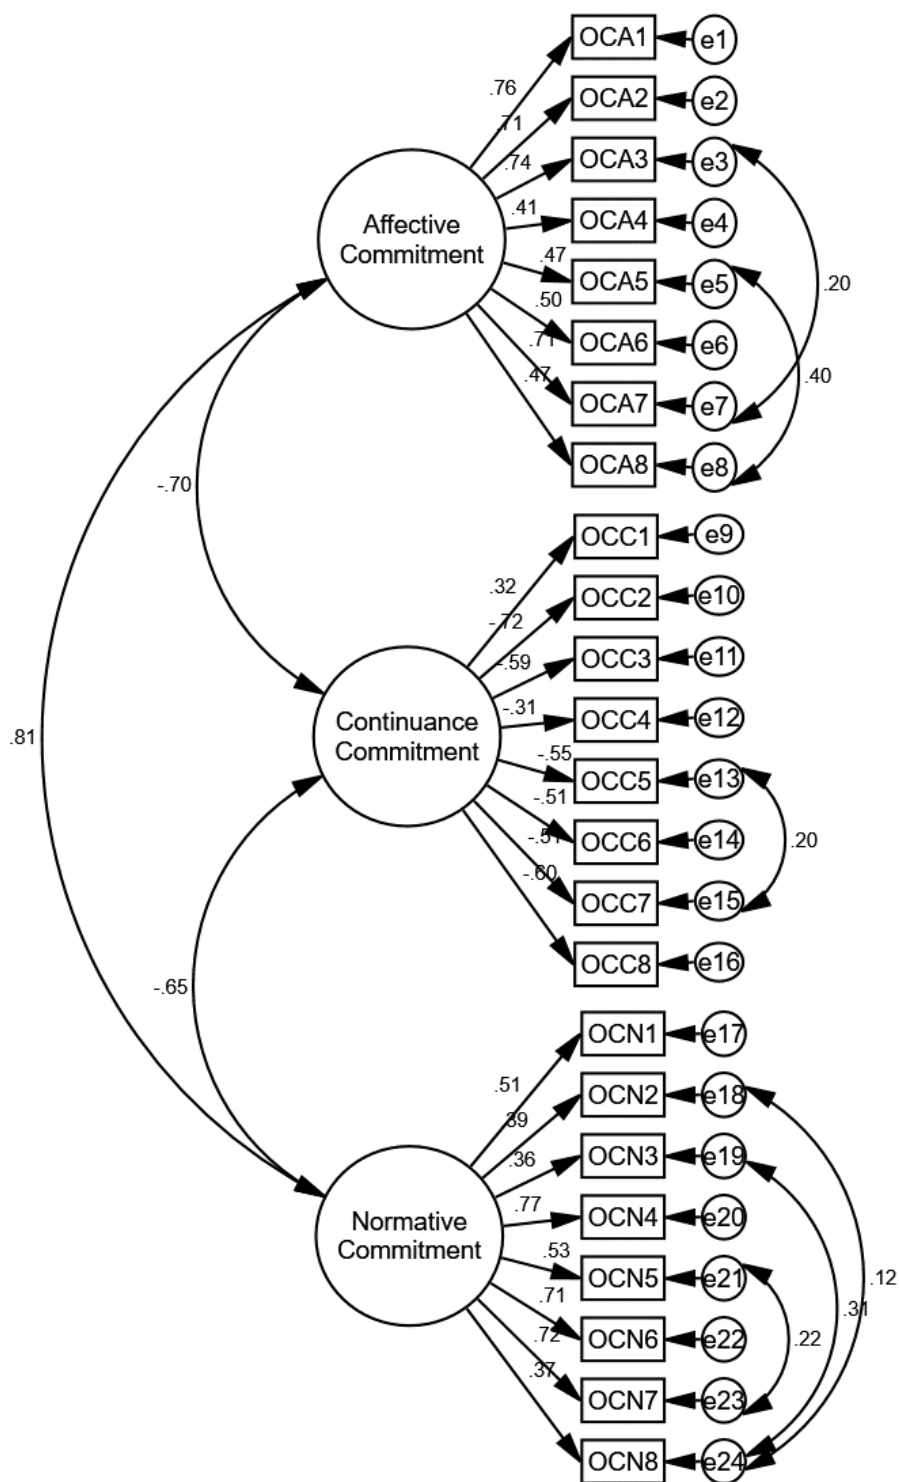 OCA1
e1
.76
OCA2
e2
.71
OCA3
e3
.74
OCA4
e4
.41
Affective
Commitment
OCA5
e5
.47
.20
.50
OCA6
e6
.71
.40
.47
OCA7
e7
OCA8
e8
-.70
OCC1
e9
.32
OCC2
e10
-.72
OCC3
e11
-.59
OCC4
e12
-.31
Continuance
Commitment
.81
OCC5
e13
-.55
-.51
OCC6
e14
.20
-.51
-.60
OCC7
e15
OCC8
e16
-.65
OCN1
e17
.51
OCN2
e18
.39
OCN3
e19
.36
OCN4
e20
.77
Normative
Commitment
OCN5
e21
.53
.12
.71
.31
OCN6
e22
.22
.72
.37
OCN7
e23
OCN8
e24